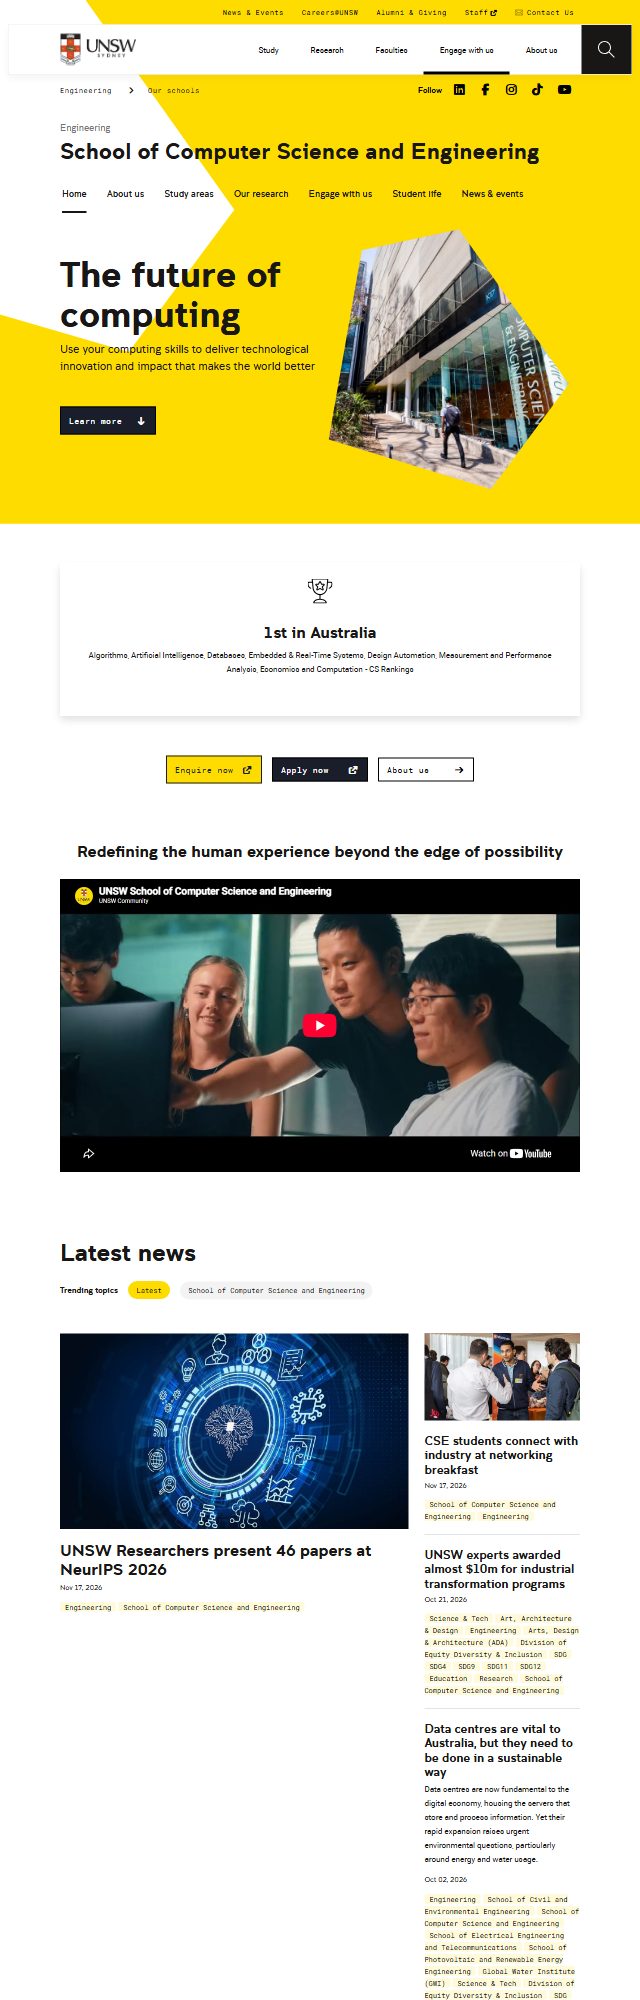 News & Events Careers@UNSW Alumni & Giving Staff Contact Us
UNSW
SYDNEY
Study Research Faculties Engage with us About us
Engineering > Our schools
Follow
Engineering
School of Computer Science and Engineering
Home About us Study areas Our research Engage with us Student life News & events
The future of
computing
Use your computing skills to deliver technological
innovation and impact that makes the world better
Learn more
K17
OMPUTER SCIEN
& ENGINEERING
1st in Australia
Algorithms, Artificial Intelligence, Databases, Embedded & Real-Time Systems, Design Automation, Measurement and Performance
Analysis, Economics and Computation - CS Rankings
Enquire now Apply now About us
Redefining the human experience beyond the edge of possibility
UNSW School of Computer Science and Engineering
UNSW Community
Watch on YouTube
Latest news
Trending topics Latest School of Computer Science and Engineering
UNSW Researchers present 46 papers at
NeurIPS 2026
Nov 17, 2026
Engineering School of Computer Science and Engineering
CSE students connect with
industry at networking
breakfast
Nov 17, 2026
School of Computer Science and
Engineering Engineering
UNSW experts awarded
almost $10m for industrial
transformation programs
Oct 21, 2026
Science & Tech Art, Architecture
& Design Engineering Arts, Design
& Architecture (ADA) Division of
Equity Diversity & Inclusion SDG
SDG4 SDG9 SDG11 SDG12
Education Research School of
Computer Science and Engineering
Data centres are vital to
Australia, but they need to
be done in a sustainable
way
Data centres are now fundamental to the
digital economy, housing the servers that
store and process information. Yet their
rapid expansion raises urgent
environmental questions, particularly
around energy and water usage.
Oct 02, 2026
Engineering School of Civil and
Environmental Engineering School of
Computer Science and Engineering
School of Electrical Engineering
and Telecommunications School of
Photovoltaic and Renewable Energy
Engineering Global Water Institute
(GWI) Science & Tech Division of
Equity Diversity & Inclusion SDG